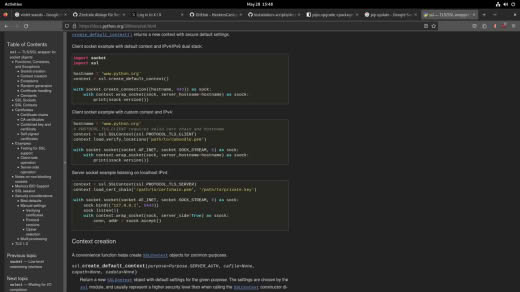 Activities
May 28 15:48
https://docs.python.org/3/library/ssl.html
Table of Contents
ssl — TLS/SSL wrapper for
socket objects
Functions, Constants,
and Exceptions
Socket creation
Context creation
Exceptions
Random generation
Certificate handling
Constants
SSL Sockets
SSL Contexts
Certificates
Certificate chains
CA certificates
Combined key and
certificate
Self-signed
certificates
Examples
Testing for SSL
support
Client-side
operation
Server-side
operation
Notes on non-blocking
sockets
Memory BIO Support
SSL session
Security considerations
Best defaults
Manual settings
Verifying
certificates
Protocol
versions
Cipher
selection
Multi-processing
TLS 1.3
Previous topic
socket — Low-level
networking interface
Next topic
select — Waiting for I/O
completion
create_default_context() returns a new context with secure default settings.
Client socket example with default context and IPv4/IPv6 dual stack:
import socket
import ssl
hostname = 'www.python.org'
context = ssl.create_default_context()
with socket.create_connection((hostname, 443)) as sock:
with context.wrap_socket(sock, server_hostname=hostname) as ssock:
print(ssock.version())
Client socket example with custom context and IPv4:
hostname = 'www.python.org'
# PROTOCOL_TLS_CLIENT requires valid cert chain and hostname
context = ssl.SSLContext(ssl.PROTOCOL_TLS_CLIENT)
context.load_verify_locations('path/to/cabundle.pem')
with socket.socket(socket.AF_INET, socket.SOCK_STREAM, 0) as sock:
with context.wrap_socket(sock, server_hostname=hostname) as ssock:
print(ssock.version())
Server socket example listening on localhost IPv4:
context = ssl.SSLContext(ssl.PROTOCOL_TLS_SERVER)
context.load_cert_chain('/path/to/certchain.pem', '/path/to/private.key')
with socket.socket(socket.AF_INET, socket.SOCK_STREAM, 0) as sock:
sock.bind(('127.0.0.1', 8443))
sock.listen(5)
with context.wrap_socket(sock, server_side=True) as ssock:
conn, addr = ssock.accept()
Context creation
A convenience function helps create SSLContext objects for common purposes.
ssl.create_default_context(purpose=Purpose.SERVER_AUTH, cafile=None,
capath=None, cadata=None)
Return a new SSLContext object with default settings for the given purpose. The settings are chosen by the
ssl module, and usually represent a higher security level than when calling the SSLContext constructor di-